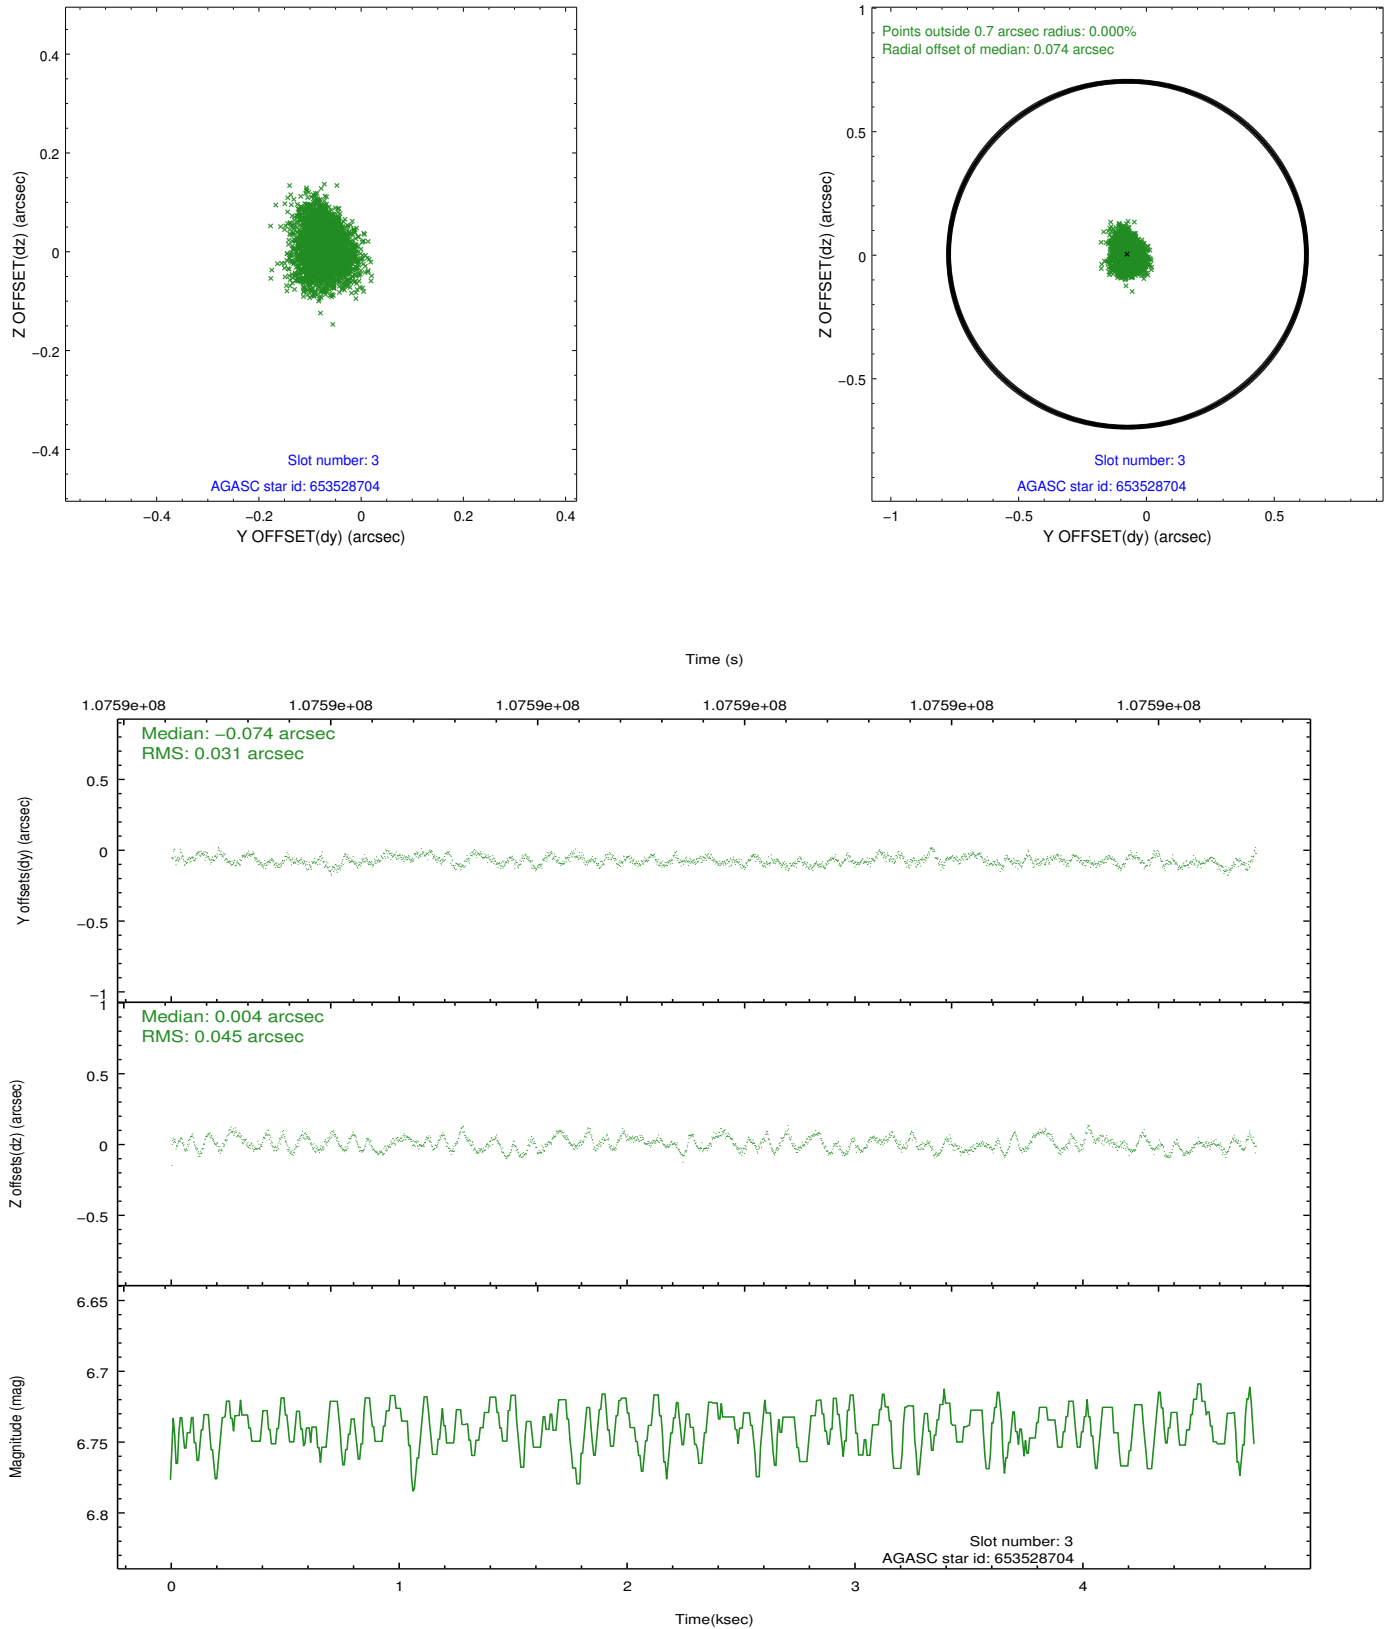 0.4
0.2
0
−0.2
−0.4
Z OFFSET(dz) (arcsec)
Slot number: 3
AGASC star id: 653528704
−0.4 −0.2 0 0.2 0.4
Y OFFSET(dy) (arcsec)
1
0.5
0
−0.5
Z OFFSET(dz) (arcsec)
Points outside 0.7 arcsec radius: 0.000%
Radial offset of median: 0.074 arcsec
Slot number: 3
AGASC star id: 653528704
−1 −0.5 0 0.5
Y OFFSET(dy) (arcsec)
Time (s)
1.0759e+08 1.0759e+08 1.0759e+08 1.0759e+08 1.0759e+08 1.0759e+08
Median: −0.074 arcsec
RMS: 0.031 arcsec
0.5
0
−0.5
−1
Y offsets(dy) (arcsec)
Median: 0.004 arcsec
RMS: 0.045 arcsec
1
0.5
0
−0.5
Z offsets(dz) (arcsec)
6.65
6.7
6.75
6.8
Magnitude (mag)
Slot number: 3
AGASC star id: 653528704
0 1 2 3 4
Time(ksec)